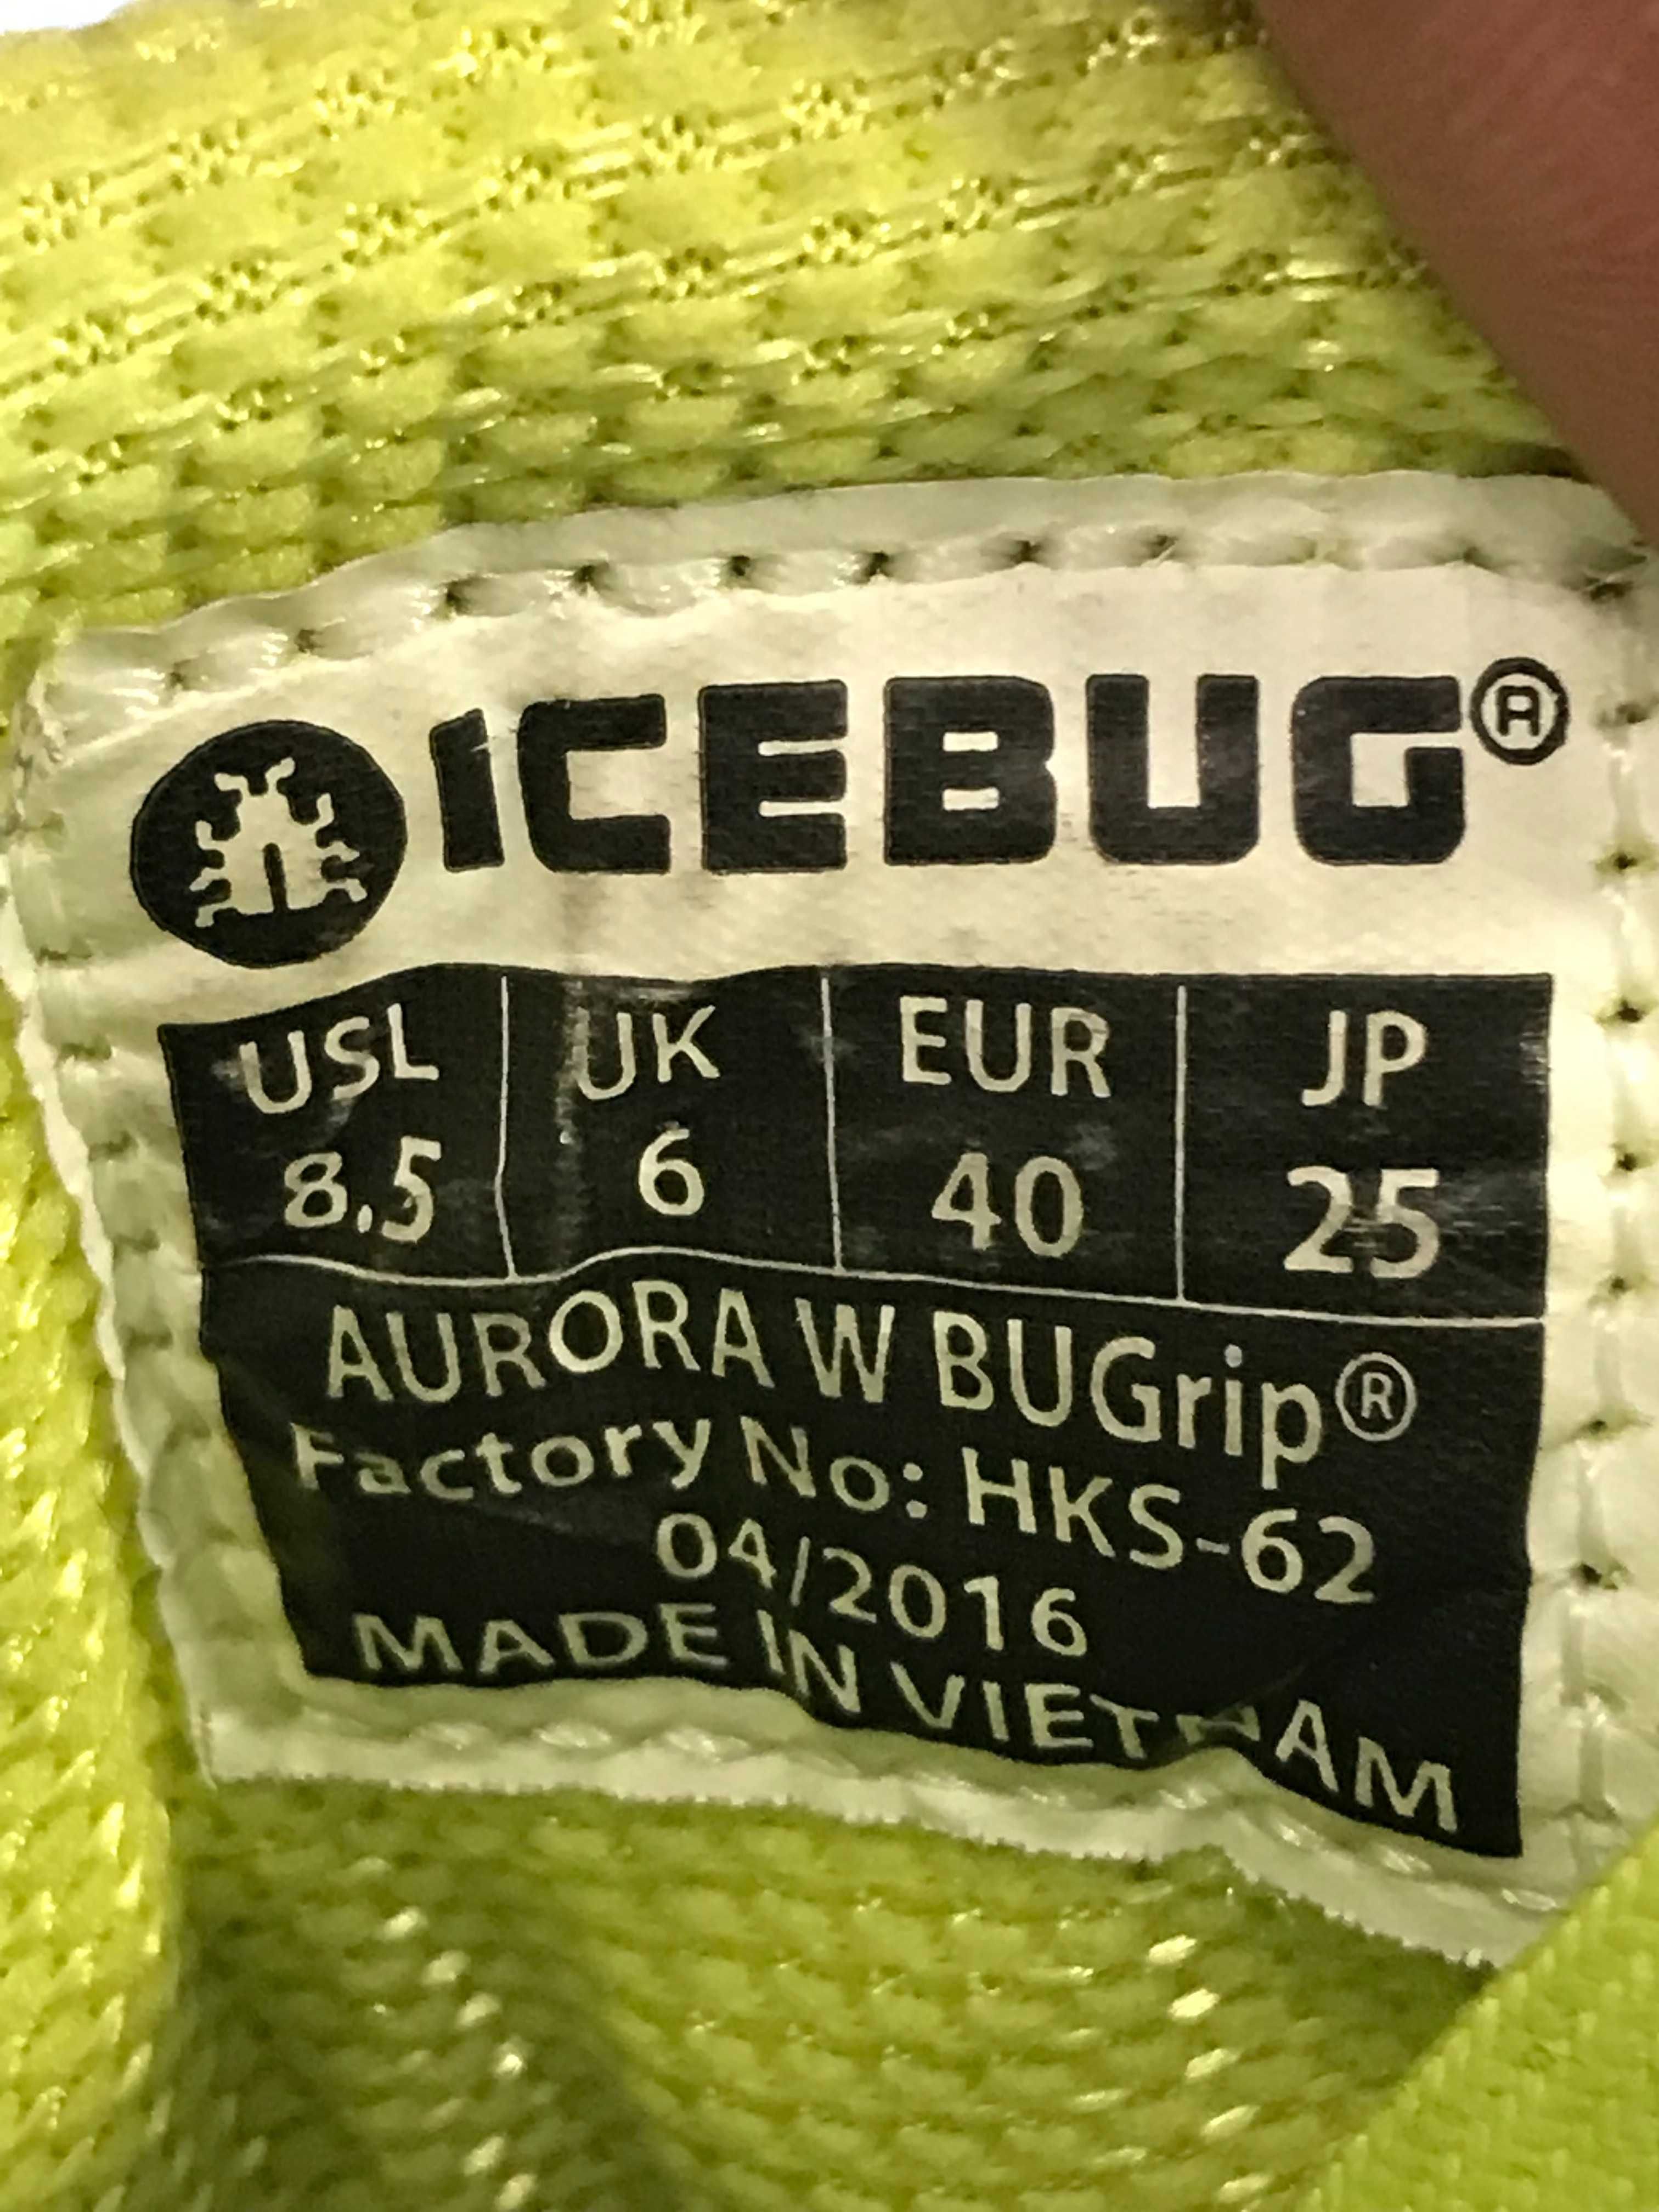 ICEBUG®
USL UK EUR JP
8.5 6 40 25
AURORA W BUGrip®
Factory No: HKS-62
04/2016
MADE IN VIETNAM